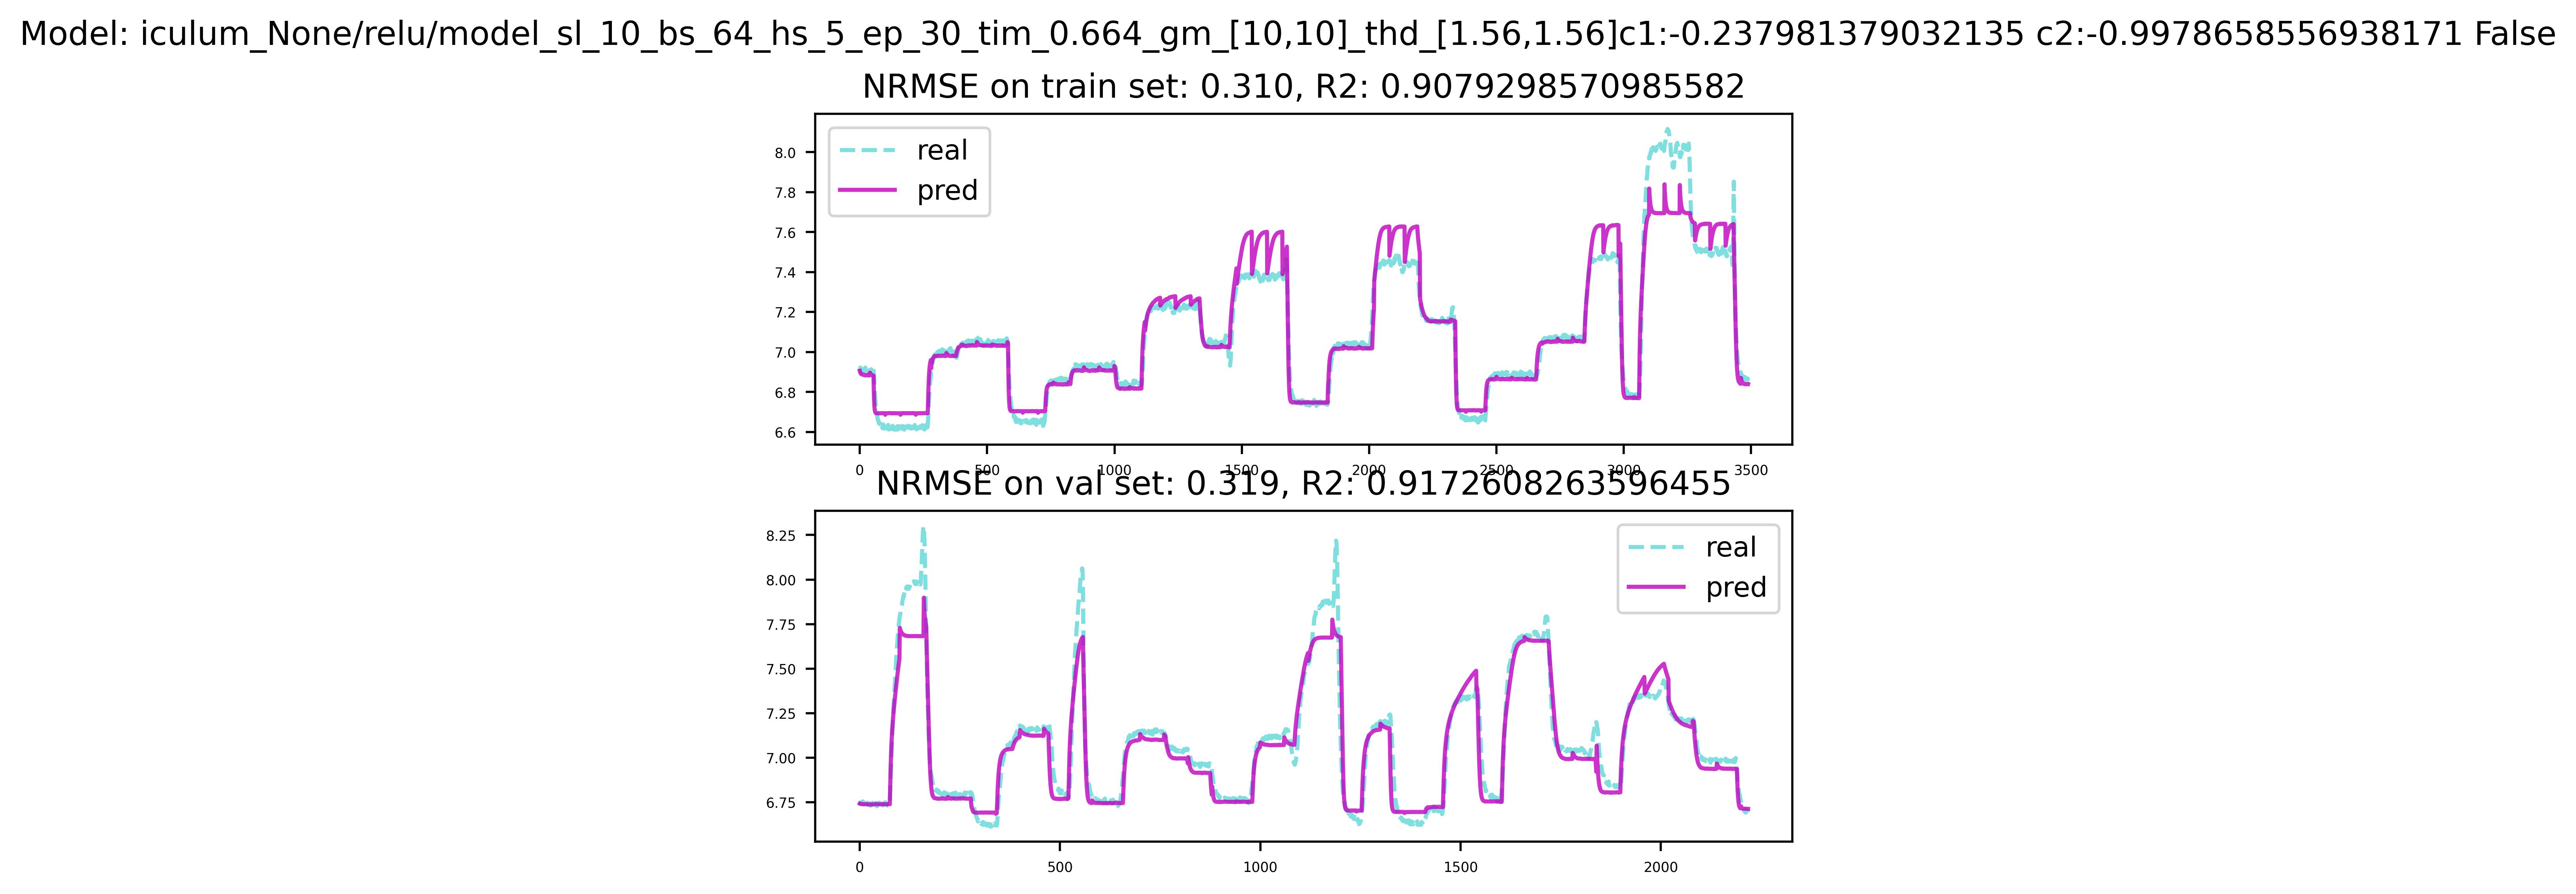 Model: iculum_None/relu/model_sl_10_bs_64_hs_5_ep_30_tim_0.664_gm_[10,10]_thd_[1.56,1.56]c1:-0.237981379032135 c2:-0.9978658556938171 False
NRMSE on train set: 0.310, R2: 0.9079298570985582
real
pred
8.0
7.8
7.6
7.4
7.2
7.0
6.8
6.6
0 500 1000 1500 2000 2500 3000 3500
NRMSE on val set: 0.319, R2: 0.9172608263596455
real
pred
8.25
8.00
7.75
7.50
7.25
7.00
6.75
0 500 1000 1500 2000